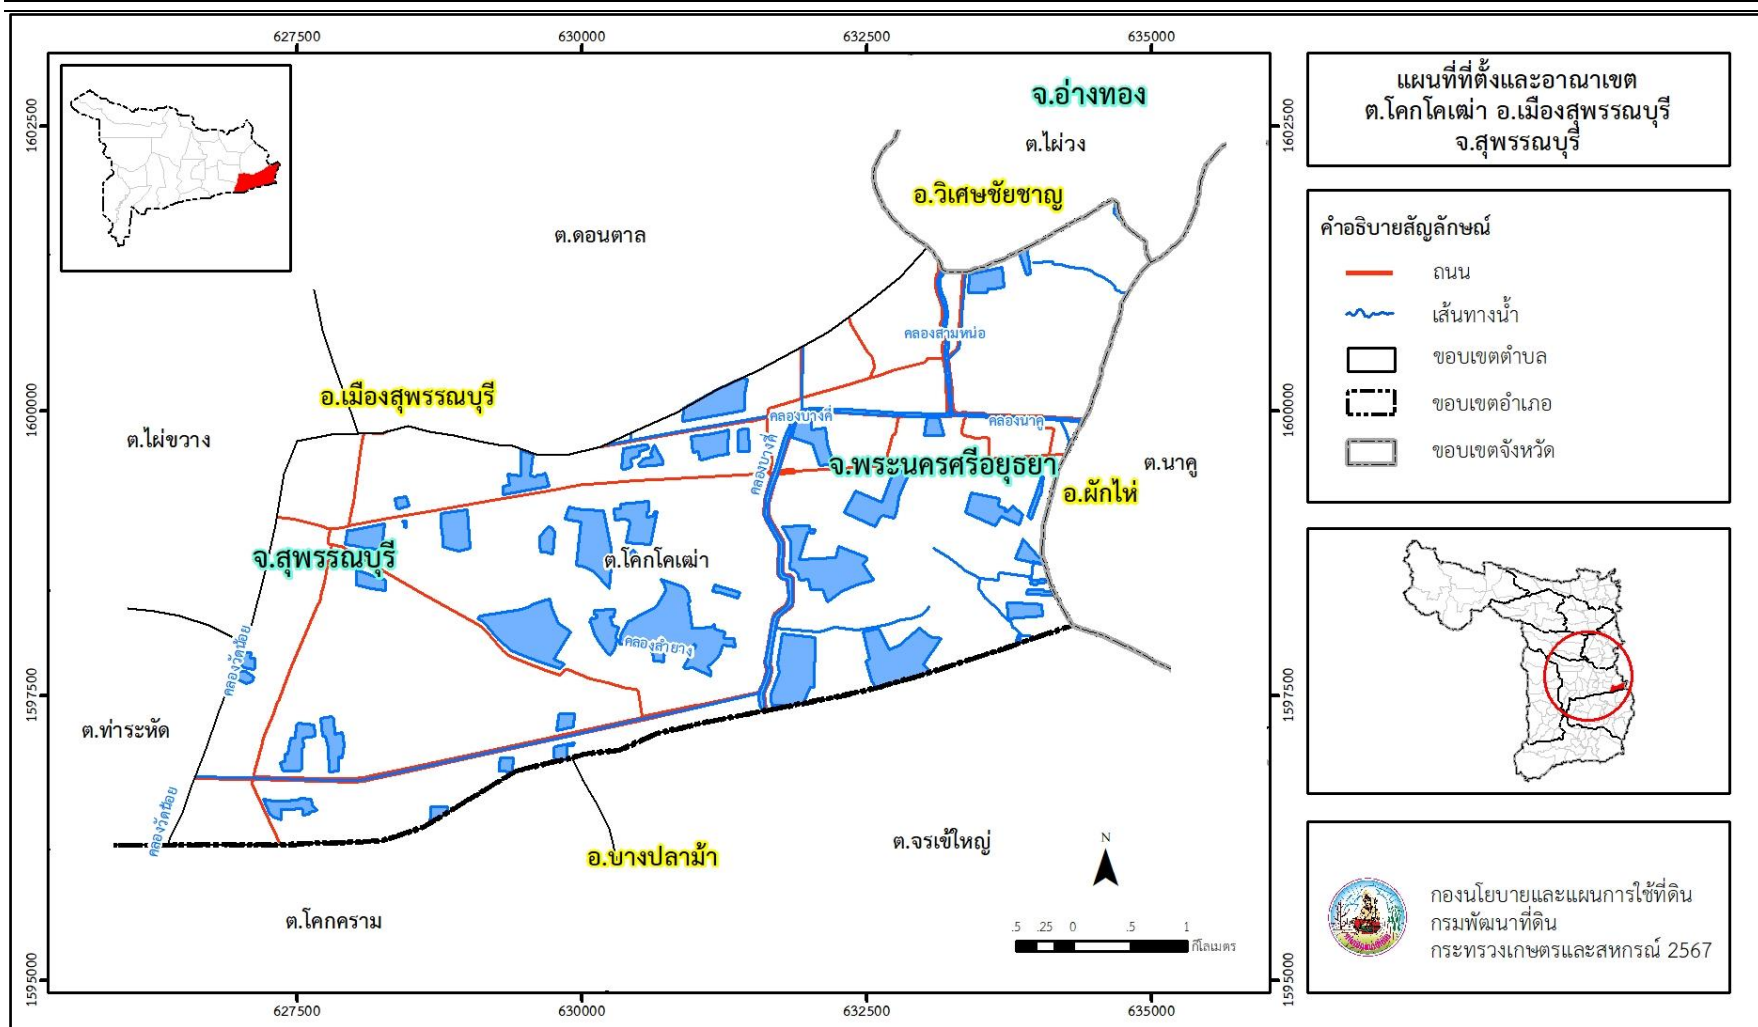 627500
630000
632500
635000
1602500
1602500
จ.อ่างทอง
ต.ไผ่วง
อ.วิเศษชัยชาญ
ต.ดอนตาล
คลองสามหน่อ
อ.เมืองสุพรรณบุรี
1600000
1600000
ต.ไผ่ขวาง
คลองบางคี่
คลองนาคู
คลองบางคี่
จ.พระนครศรีอยุธยา
ต.นาคู
อ.ผักไห่
จ.สุพรรณบุรี
ต.โคกโคเฒ่า
คลองลำยาง
คลองวัดน้อย
1597500
1597500
ต.ท่าระหัด
คลองวัดน้อย
อ.บางปลาม้า
ต.จรเข้ใหญ่
ต.โคกคราม
N
.5 .25 0 .5 1
กิโลเมตร
1595000
1595000
627500
630000
632500
635000
แผนที่ที่ตั้งและอาณาเขต
ต.โคกโคเฒ่า อ.เมืองสุพรรณบุรี
จ.สุพรรณบุรี
คำอธิบายสัญลักษณ์
ถนน
เส้นทางน้ำ
ขอบเขตตำบล
ขอบเขตอำเภอ
ขอบเขตจังหวัด
กองนโยบายและแผนการใช้ที่ดิน
กรมพัฒนาที่ดิน
กระทรวงเกษตรและสหกรณ์ 2567